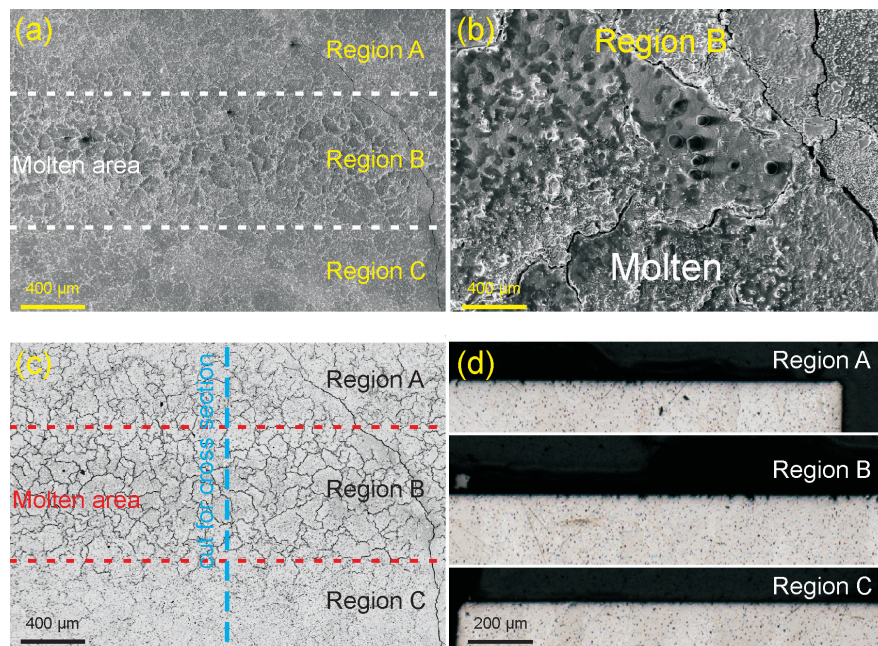 (a)
Region A
Molten area
Region B
Region C
400 µm
(b)
Region B
Molten
400 µm
(c)
Region A
cut for cross section
Molten area
Region B
Region C
400 µm
(d)
Region A
Region B
Region C
200 µm